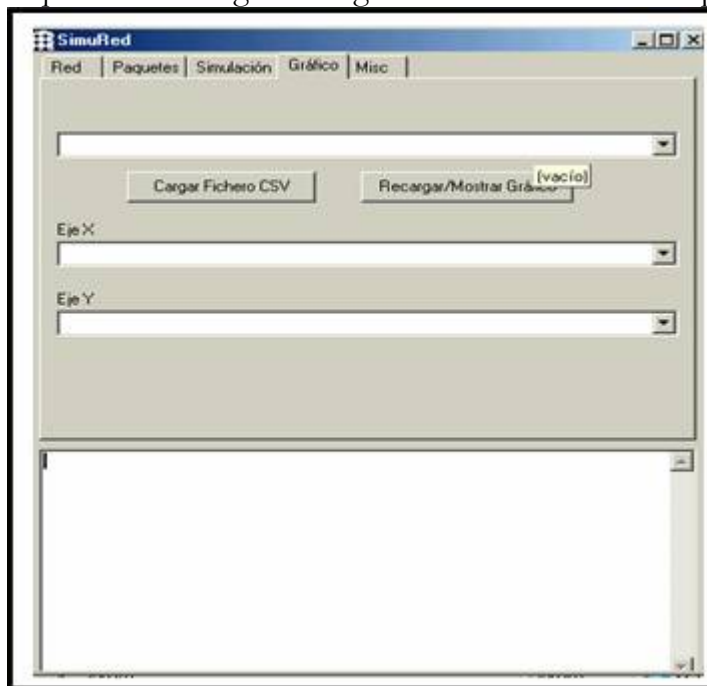 SimuRed
Red Paquetes Simulación Gráfico Misc
Cargar Fichero CSV Recargar/Mostrar Gráfico
(vacío)
Eje X
Eje Y